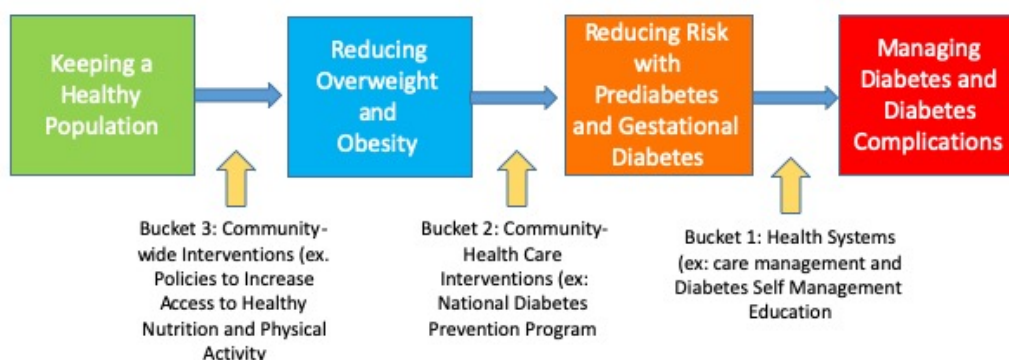 Keeping a
Healthy
Population
Reducing
Overweight
and
Obesity
Reducing Risk
with
Prediabetes
and Gestational
Diabetes
Managing
Diabetes and
Diabetes
Complications
Bucket 3: Community-
wide Interventions (ex.
Policies to Increase
Access to Healthy
Nutrition and Physical
Activity
Bucket 2: Community-
Health Care
Interventions (ex:
National Diabetes
Prevention Program
Bucket 1: Health Systems
(ex: care management and
Diabetes Self Management
Education